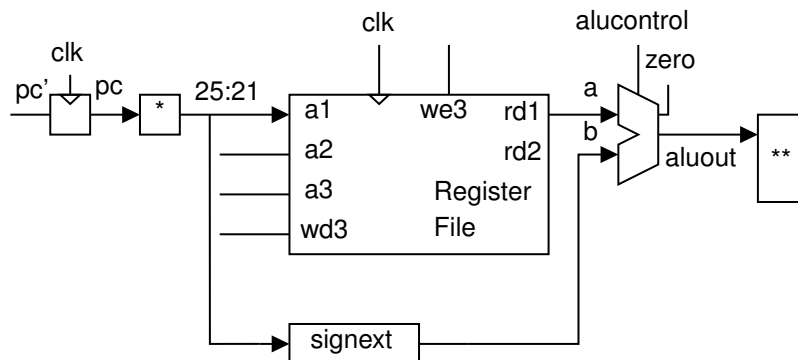 clk
alucontrol
clk
zero
pc’
pc
25:21
a
*
a1
we3
rd1
b
a2
rd2
aluout
**
a3
Register
wd3
File
signext